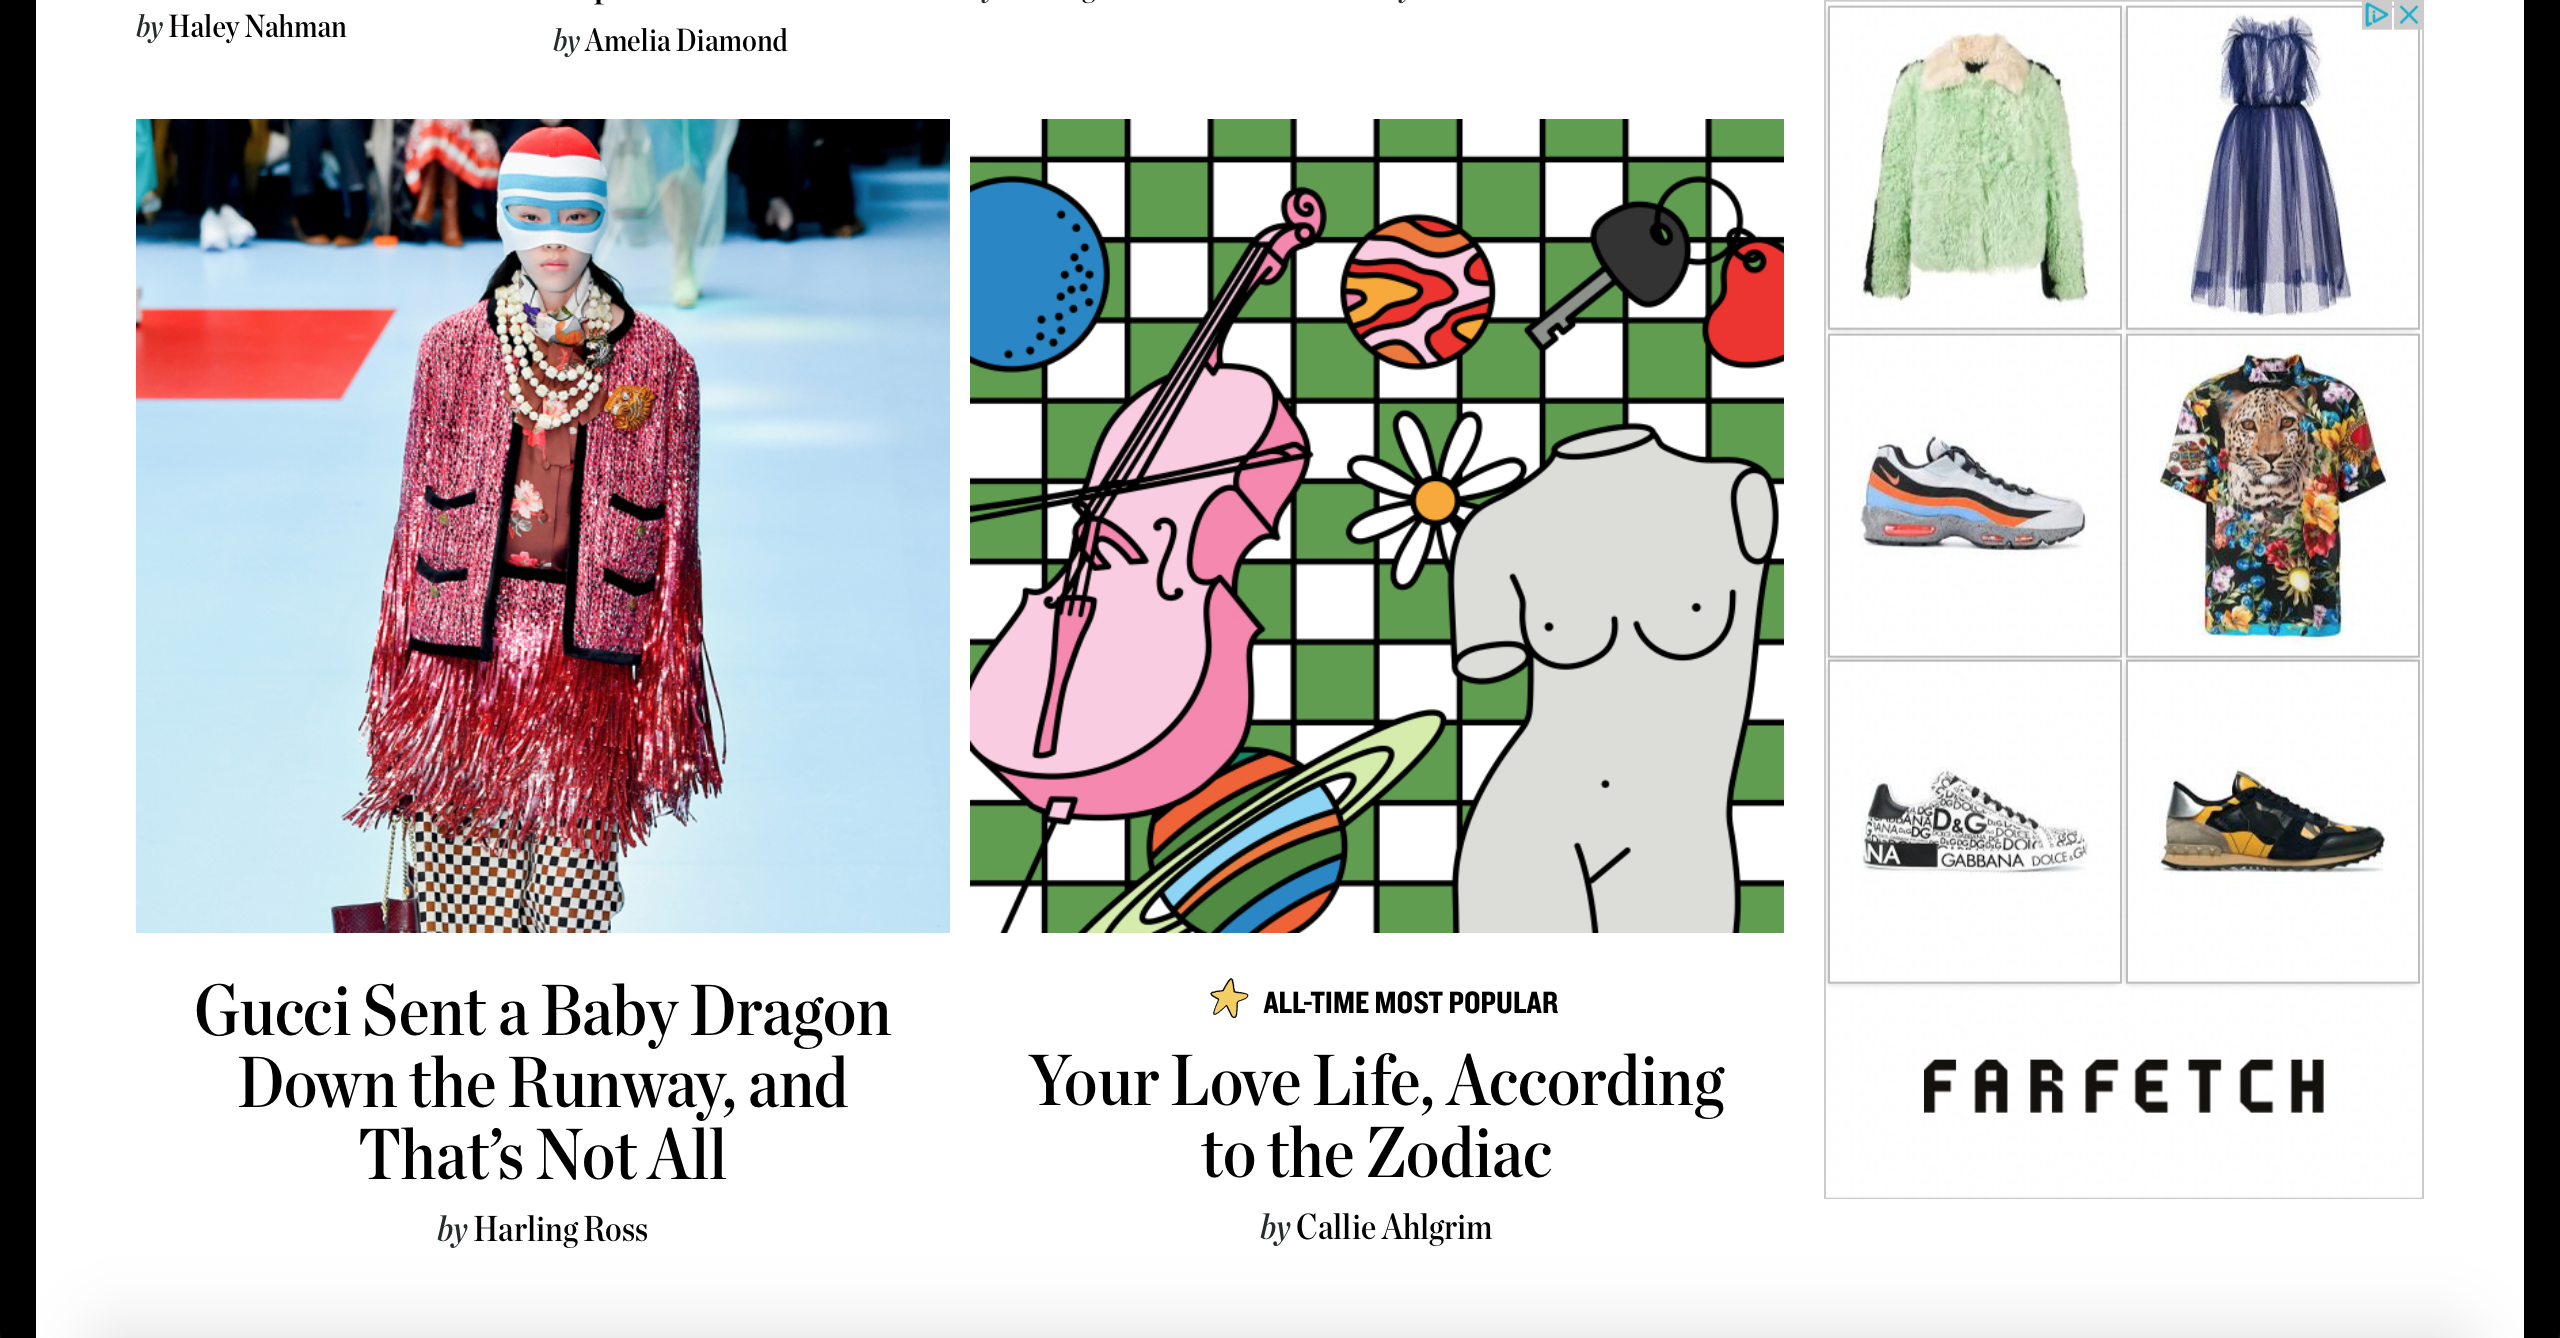 by Haley Nahman
by Amelia Diamond
Gucci Sent a Baby Dragon
Down the Runway, and
That’s Not All
by Harling Ross
ALL-TIME MOST POPULAR
Your Love Life, According
to the Zodiac
by Callie Ahlgrim
D&G
NA
GABBANA DOLCE
FARFETCH